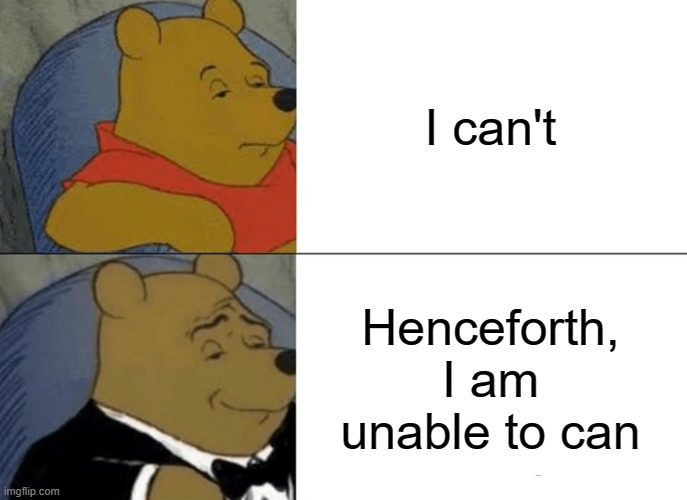 I can't
Henceforth,
I am
unable to can
imgflip.com